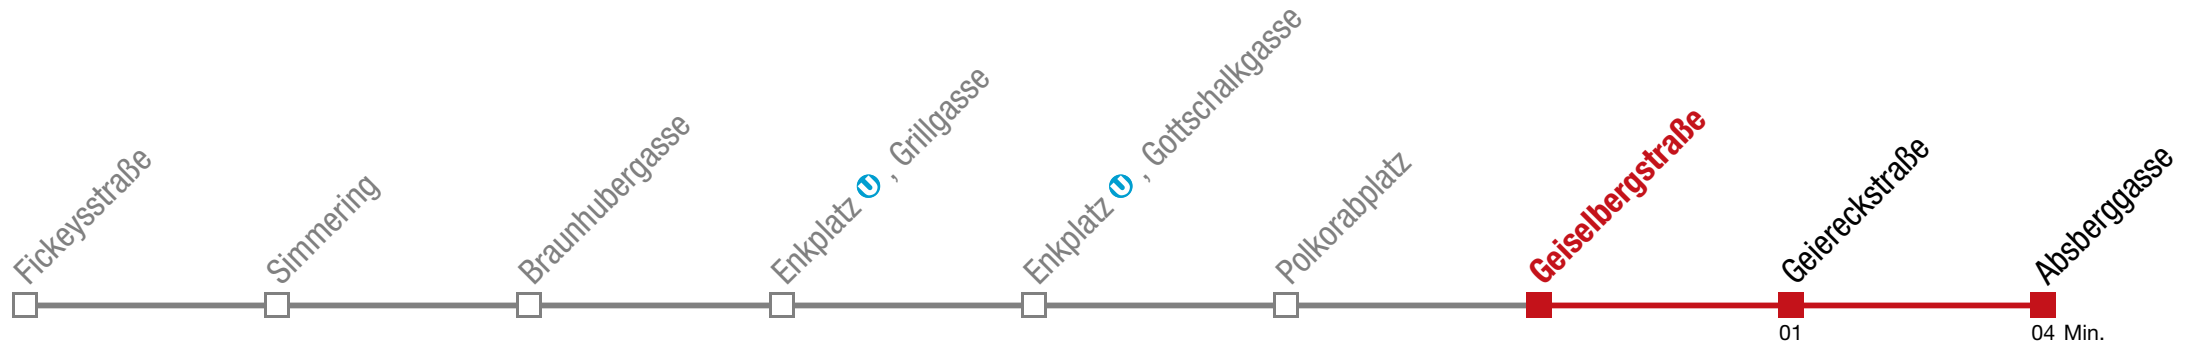 Fickeysstraße
Simmering
Braunhubergasse
Enkplatz U , Grillgasse
Enkplatz U , Gottschalkgasse
Polkorabplatz
Geiselbergstraße
Geiereckstraße
Absberggasse
01
04 Min.